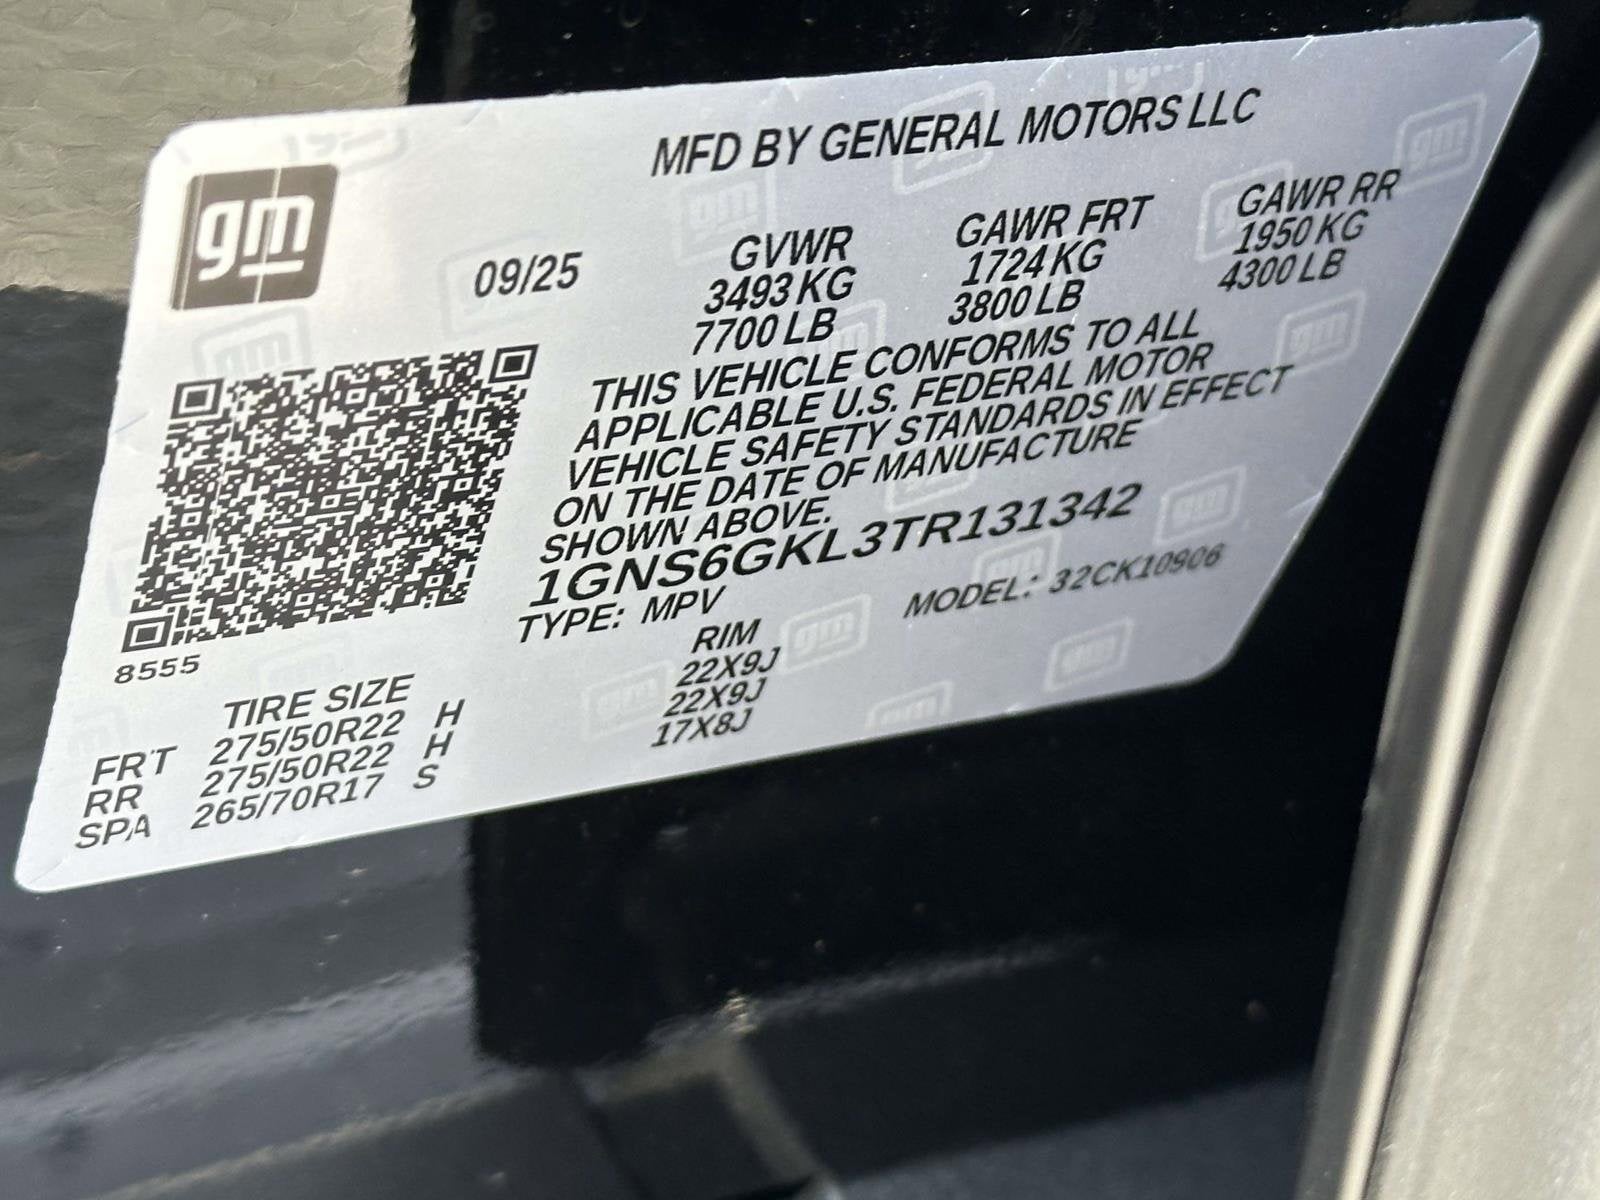 MFD BY GENERAL MOTORS LLC
gm
09/25
GVWR GAWR FRT GAWR RR
3493 KG 1724 KG 1950 KG
7700 LB 3800 LB 4300 LB
THIS VEHICLE CONFORMS TO ALL
APPLICABLE U.S. FEDERAL MOTOR
VEHICLE SAFETY STANDARDS IN EFFECT
ON THE DATE OF MANUFACTURE
SHOWN ABOVE.
1GNS6GKL3TR131342
TYPE: MPV MODEL: 32CK10906
8555
TIRE SIZE RIM
FRT 275/50R22 H 22X9J
RR 275/50R22 H 22X9J
SPA 265/70R17 S 17X8J